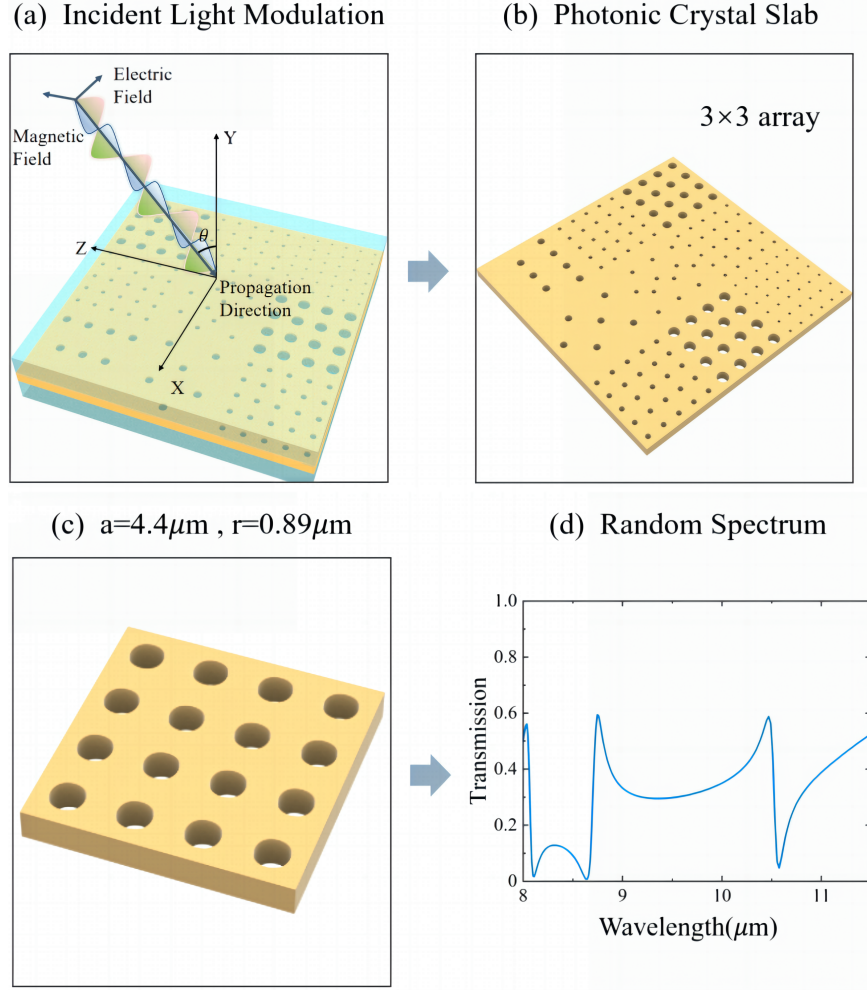 (a) Incident Light Modulation
Electric
Field
Magnetic
Field
Y
Z
θ
Propagation
Direction
X
(b) Photonic Crystal Slab
3×3 array
(c) a=4.4μm , r=0.89μm
(d) Random Spectrum
1.0
0.8
0.6
0.4
0.2
0
Transmission
8 9 10 11
Wavelength(μm)